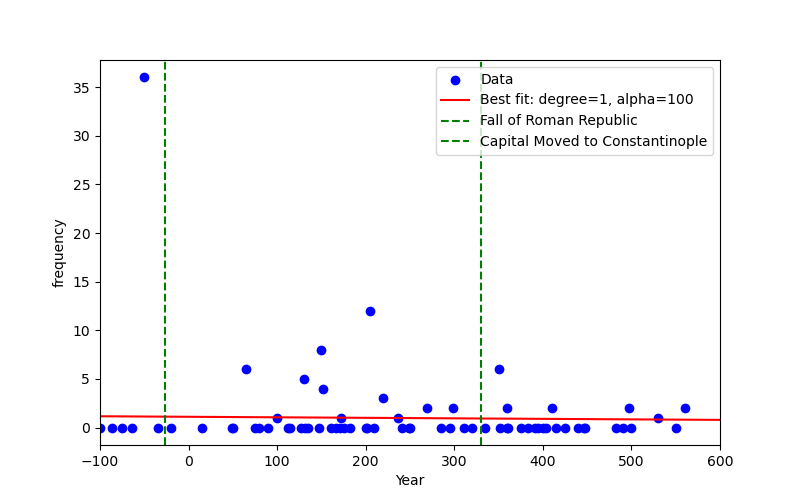 Data
Best fit: degree=1, alpha=100
Fall of Roman Republic
Capital Moved to Constantinople
frequency
35
30
25
20
15
10
5
0
−100
0
100
200
300
400
500
600
Year